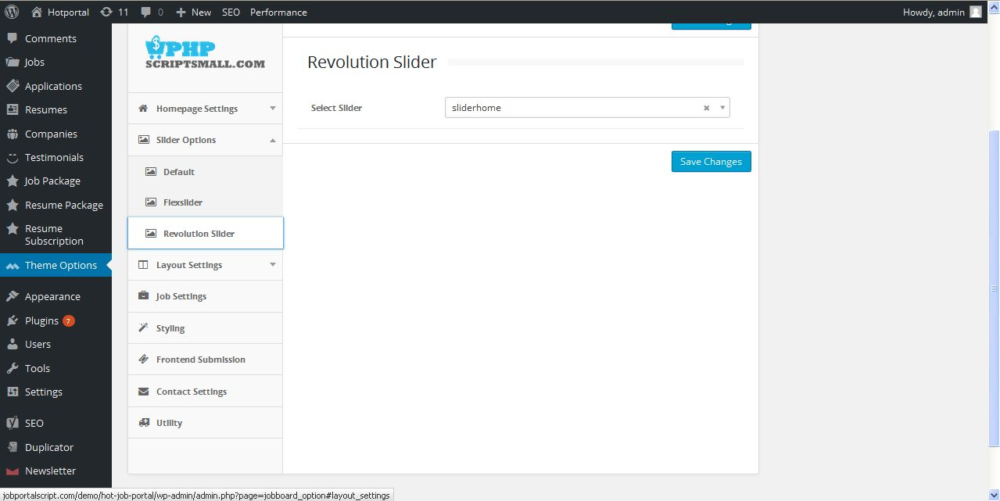 Hotportal 11 0 New SEO Performance Howdy, admin
Comments
Jobs
Applications
Resumes
Companies
Testimonials
Job Package
Resume Package
Resume
Subscription
Theme Options
Appearance
Plugins 7
Users
Tools
Settings
SEO
Duplicator
Newsletter
$PHP
SCRIPTSMALL.COM
Homepage Settings
Slider Options
Default
Flexslider
Revolution Slider
Layout Settings
Job Settings
Styling
Frontend Submission
Contact Settings
Utility
Revolution Slider
Select Slider sliderhome
Save Changes
jobportalscript.com/demo/hot-job-portal/wp-admin/admin.php?page=jobboard_option#layout_settings